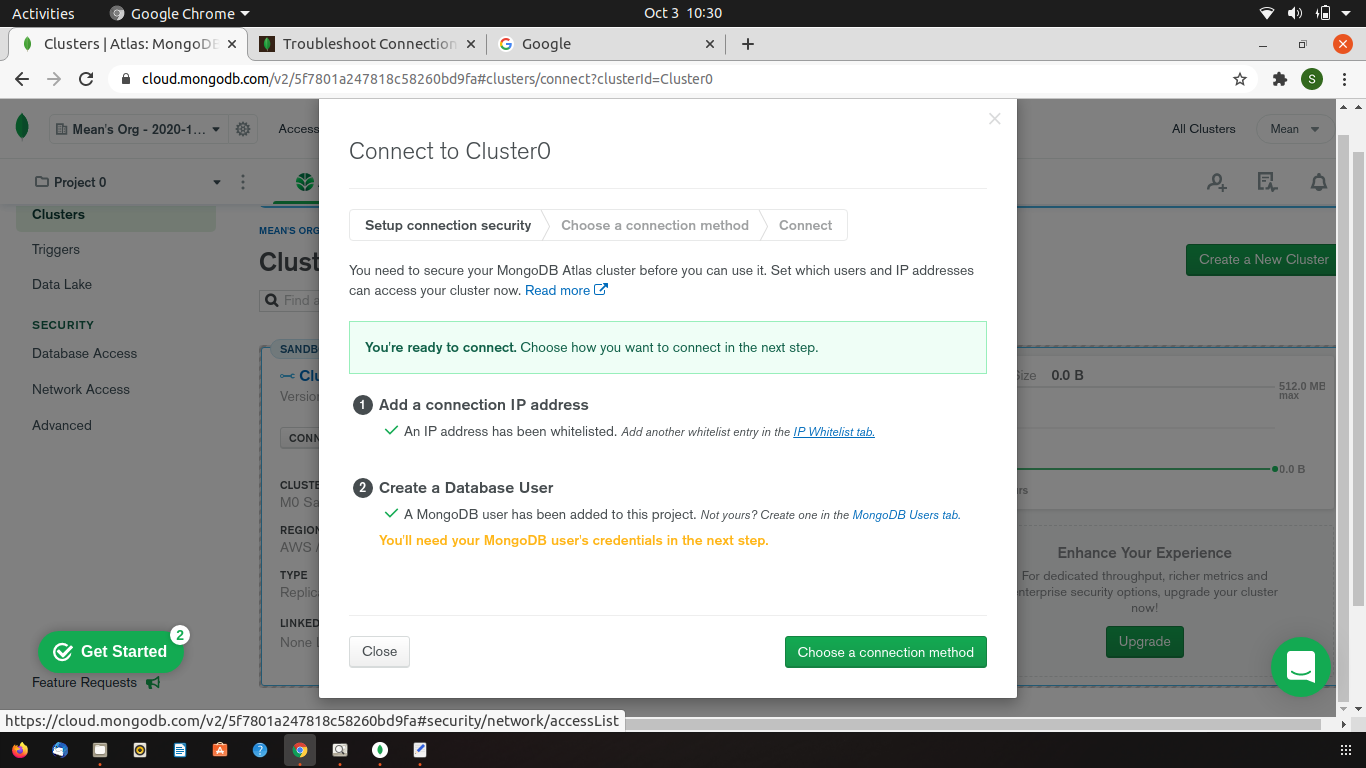 Activities
Google Chrome
Oct 3 10:30
Clusters | Atlas: MongoDB
Troubleshoot Connection
Google
cloud.mongodb.com/v2/5f7801a247818c58260bd9fa#clusters/connect?clusterId=Cluster0
S
Mean's Org - 2020-1...
Access
All Clusters
Mean
Project 0
Clusters
Triggers
Data Lake
SECURITY
Database Access
Network Access
Advanced
Get Started
2
Feature Requests
MEAN'S ORG
Clust
Find a
SANDB
Clu
Version
CONN
CLUSTE
M0 Sa
REGION
AWS /
TYPE
Replic
LINKED
None L
Connect to Cluster0
Setup connection security
Choose a connection method
Connect
You need to secure your MongoDB Atlas cluster before you can use it. Set which users and IP addresses
can access your cluster now. Read more
You're ready to connect. Choose how you want to connect in the next step.
1 Add a connection IP address
An IP address has been whitelisted. Add another whitelist entry in the IP Whitelist tab.
2 Create a Database User
A MongoDB user has been added to this project. Not yours? Create one in the MongoDB Users tab.
You'll need your MongoDB user's credentials in the next step.
Close
Choose a connection method
Create a New Cluster
Size 0.0 B
512.0 MB
max
0.0 B
urs
Enhance Your Experience
For dedicated throughput, richer metrics and
nterprise security options, upgrade your cluster
now!
Upgrade
https://cloud.mongodb.com/v2/5f7801a247818c58260bd9fa#security/network/accessList